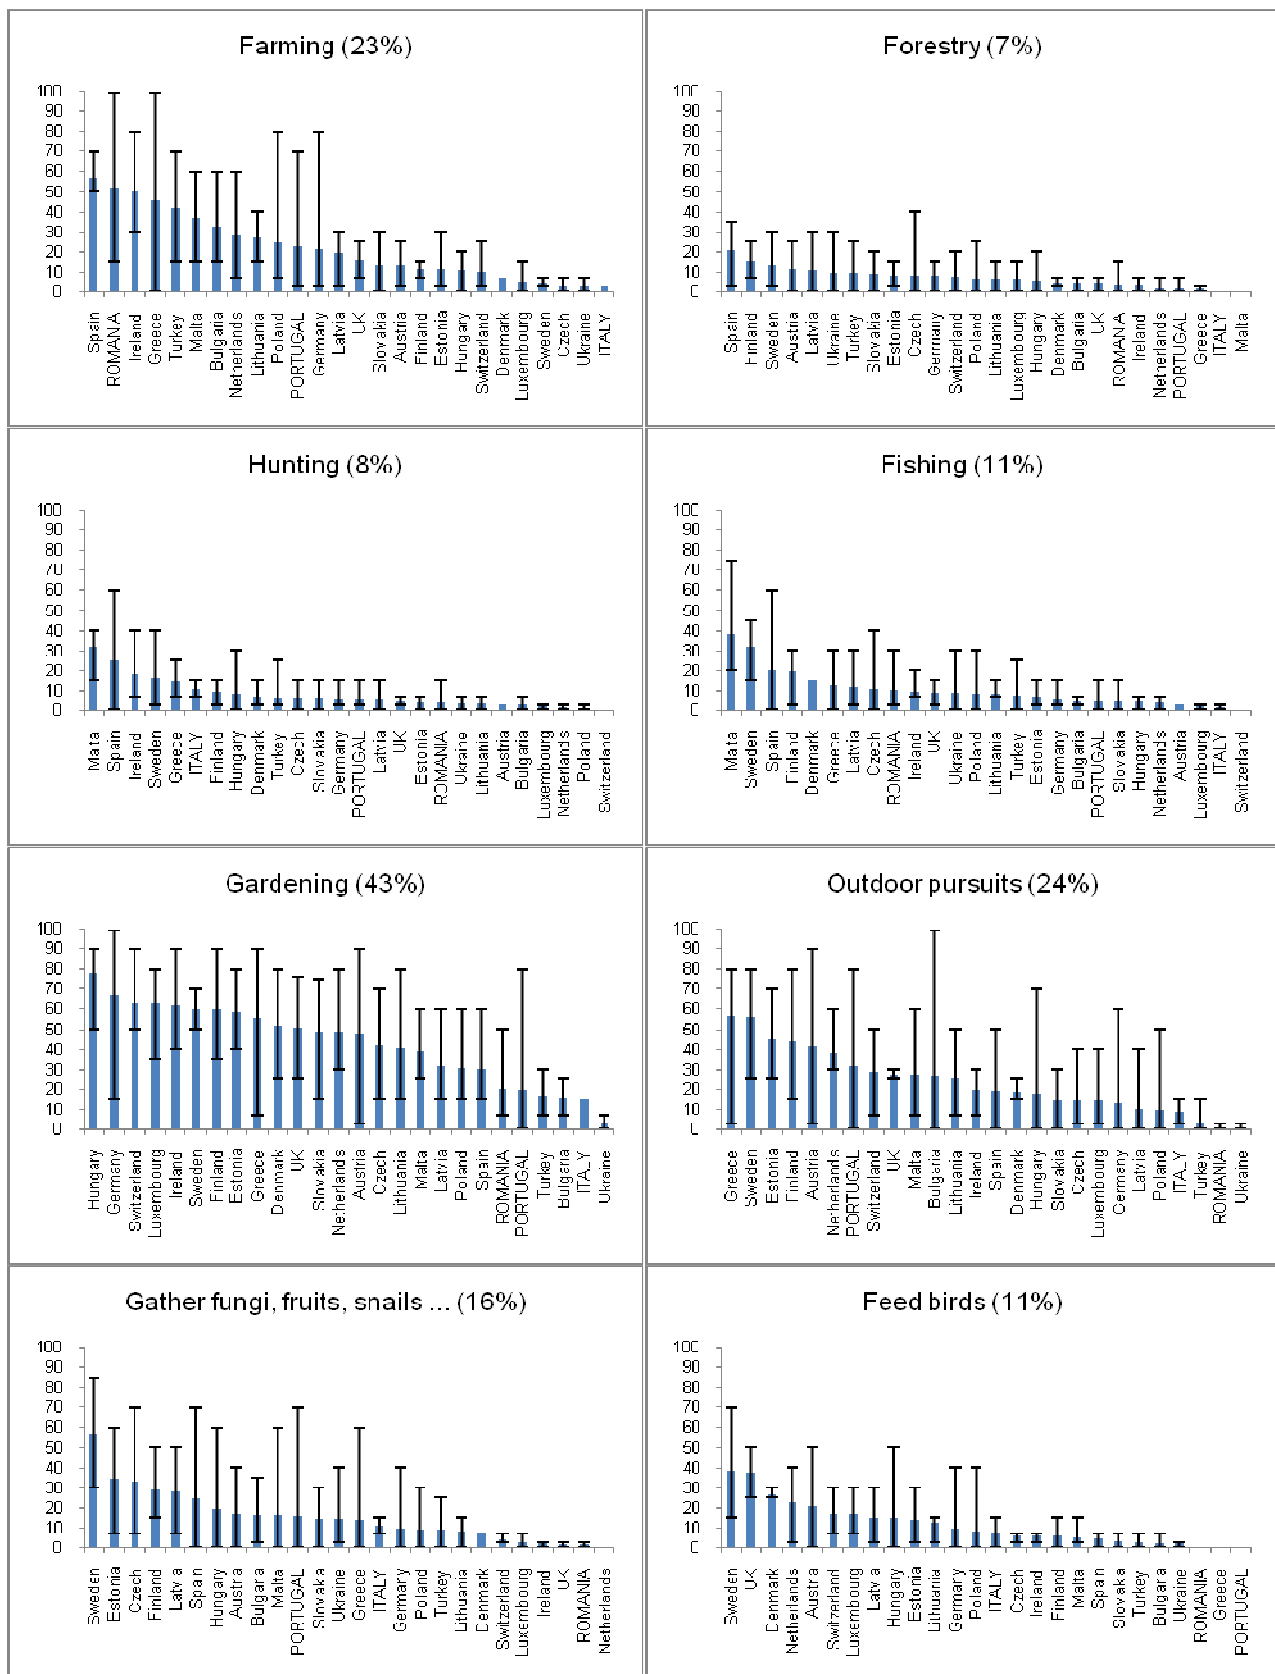 Farming (23%)
100
90
80
70
60
50
40
30
20
10
0
Spain
ROMANIA
Ireland
Greece
Turkey
Malta
Bulgaria
Netherlands
Lithuania
Poland
PORTUGAL
Germany
Latvia
UK
Slovakia
Austria
Finland
Estonia
Hungary
Switzerland
Denmark
Luxembourg
Sweden
Czech
Ukraine
ITALY
Forestry (7%)
100
90
80
70
60
50
40
30
20
10
0
Spain
Finland
Sweden
Austria
Latvia
Ukraine
Turkey
Slovakia
Estonia
Czech
Germany
Switzerland
Poland
Lithuania
Luxembourg
Hungary
Denmark
Bulgaria
UK
ROMANIA
Ireland
Netherlands
PORTUGAL
Greece
ITALY
Malta
Hunting (8%)
100
90
80
70
60
50
40
30
20
10
0
Malta
Spain
Ireland
Sweden
Greece
ITALY
Finland
Hungary
Denmark
Turkey
Czech
Slovakia
Germany
PORTUGAL
Latvia
UK
Estonia
ROMANIA
Ukraine
Lithuania
Austria
Bulgaria
Luxembourg
Netherlands
Poland
Switzerland
Fishing (11%)
100
90
80
70
60
50
40
30
20
10
0
Malta
Sweden
Spain
Finland
Denmark
Greece
Latvia
Czech
ROMANIA
Ireland
UK
Ukraine
Poland
Lithuania
Turkey
Estonia
Germany
Bulgaria
PORTUGAL
Slovakia
Hungary
Netherlands
Austria
Luxembourg
ITALY
Switzerland
Gardening (43%)
100
90
80
70
60
50
40
30
20
10
0
Hungary
Germany
Switzerland
Luxembourg
Ireland
Sweden
Finland
Estonia
Greece
Denmark
UK
Slovakia
Netherlands
Austria
Czech
Lithuania
Malta
Latvia
Poland
Spain
ROMANIA
PORTUGAL
Turkey
Bulgaria
ITALY
Ukraine
Outdoor pursuits (24%)
100
90
80
70
60
50
40
30
20
10
0
Greece
Sweden
Estonia
Finland
Austria
Netherlands
PORTUGAL
Switzerland
UK
Malta
Bulgaria
Lithuania
Ireland
Spain
Denmark
Hungary
Slovakia
Czech
Luxembourg
Germany
Latvia
Poland
ITALY
Turkey
ROMANIA
Ukraine
Gather fungi, fruits, snails ... (16%)
100
90
80
70
60
50
40
30
20
10
0
Sweden
Estonia
Czech
Finland
Latvia
Spain
Hungary
Austria
Bulgaria
Malta
PORTUGAL
Slovakia
Ukraine
Greece
ITALY
Germany
Poland
Turkey
Lithuania
Denmark
Switzerland
Luxembourg
Ireland
UK
ROMANIA
Netherlands
Feed birds (11%)
100
90
80
70
60
50
40
30
20
10
0
Sweden
UK
Denmark
Netherlands
Austria
Switzerland
Luxembourg
Latvia
Hungary
Estonia
Lithuania
Germany
Poland
ITALY
Czech
Ireland
Finland
Malta
Spain
Slovakia
Turkey
Bulgaria
Ukraine
ROMANIA
Greece
PORTUGAL